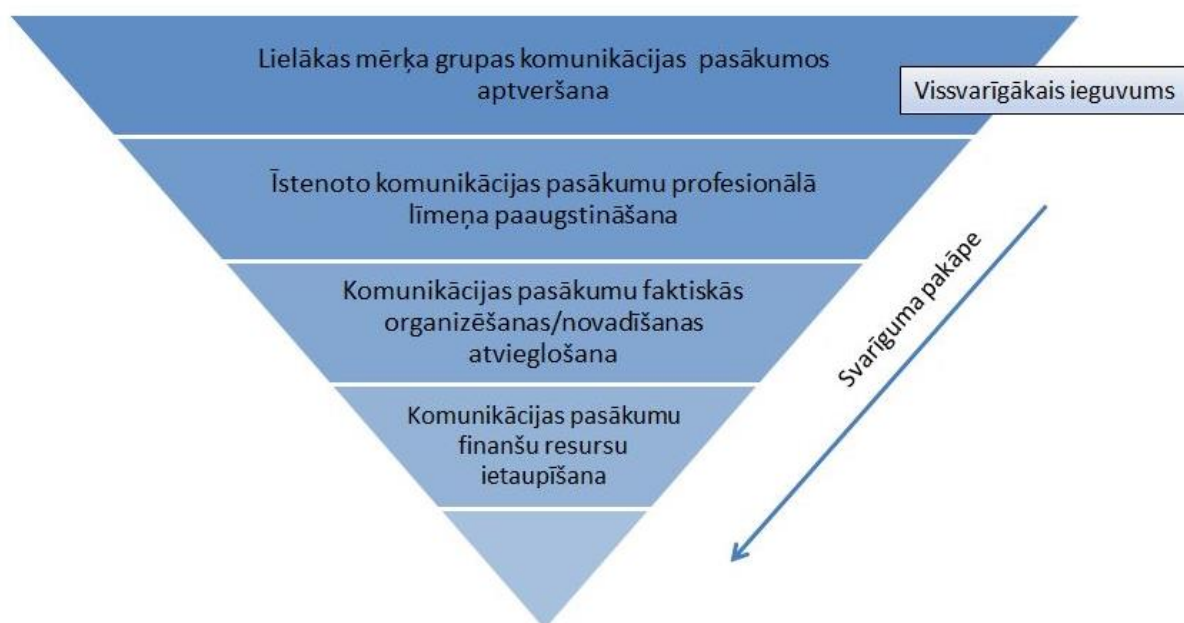 Lielākas mērķa grupas komunikācijas pasākumos
aptveršana
Vissvarīgākais ieguvums
Īstenoto komunikācijas pasākumu profesionālā
līmeņa paaugstināšana
Komunikācijas pasākumu faktiskās
organizēšanas/novadīšanas
atvieglošana
Svarīguma pakāpe
Komunikācijas pasākumu
finanšu resursu
ietaupīšana